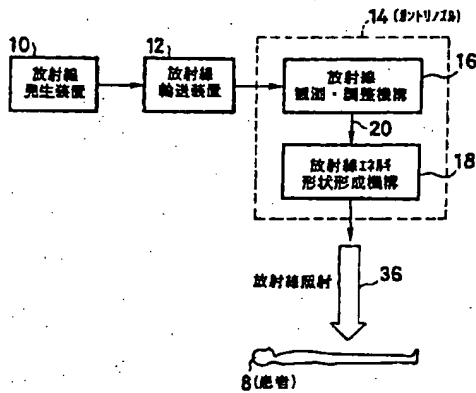 14 (ガントリノズル)
10
放射線
発生装置
12
放射線
輸送装置
16
放射線
観測・調整機構
20
18
放射線エネルギ
形状形成機構
放射線照射
36
8 (患者)